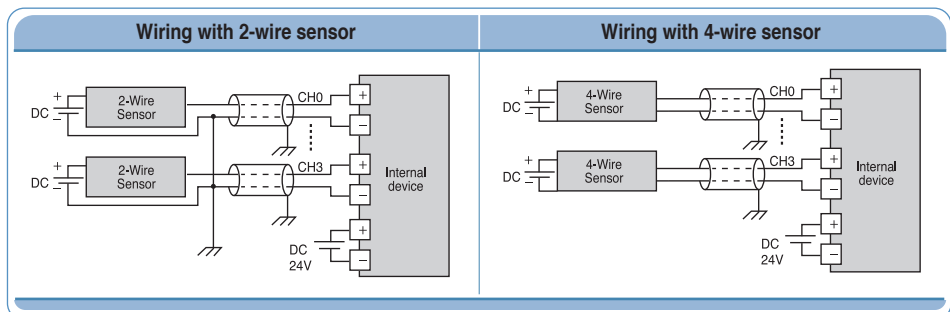 Wiring with 2-wire sensor
+
DC
−
2-Wire
Sensor
CH0
+
−
+
DC
−
2-Wire
Sensor
CH3
+
−
Internal
device
DC
24V
+
−
Wiring with 4-wire sensor
+
DC
−
4-Wire
Sensor
CH0
+
−
+
DC
−
4-Wire
Sensor
CH3
+
−
Internal
device
DC
24V
+
−